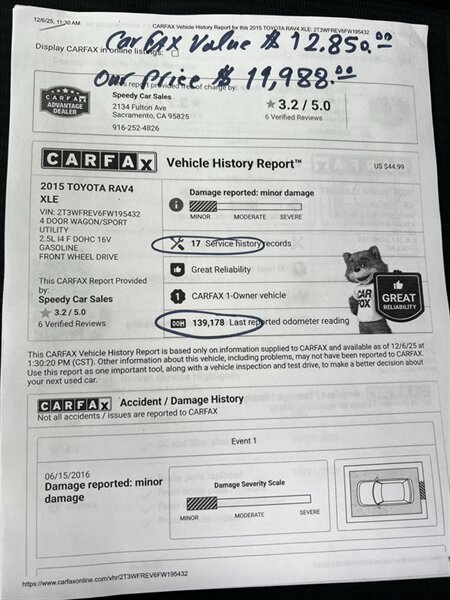 12/6/25, 11:30 AM
CARFAX Vehicle History Report for this 2015 TOYOTA RAV4 XLE: 2T3WFREV6FW195432
CarFAX Value $ 12,850.00
Display CARFAX in online listings.
Our Price $ 11,988.00
report provided free of charge by:
CARFAX
ADVANTAGE
DEALER
Speedy Car Sales
2134 Fulton Ave
Sacramento, CA 95825
916-252-4826
3.2 / 5.0
6 Verified Reviews
CARFAX Vehicle History Report™
US $44.99
2015 TOYOTA RAV4
XLE
VIN: 2T3WFREV6FW195432
4 DOOR WAGON/SPORT
UTILITY
2.5L I4 F DOHC 16V
GASOLINE
FRONT WHEEL DRIVE
This CARFAX Report Provided
by:
Speedy Car Sales
3.2 / 5.0
6 Verified Reviews
Damage reported: minor damage
MINOR MODERATE SEVERE
17 Service history records
Great Reliability
1 CARFAX 1-Owner vehicle
139,178 Last reported odometer reading
CAR
FOX
GREAT
RELIABILITY
This CARFAX Vehicle History Report is based only on information supplied to CARFAX and available as of 12/6/25 at
1:30:20 PM (CST). Other information about this vehicle, including problems, may not have been reported to CARFAX.
Use this report as one important tool, along with a vehicle inspection and test drive, to make a better decision about
your next used car.
CARFAX Accident / Damage History
Not all accidents / issues are reported to CARFAX
Event 1
06/15/2016
Damage reported: minor
damage
Damage Severity Scale
MINOR MODERATE SEVERE
https://www.carfaxonline.com/vhr/2T3WFREV6FW195432